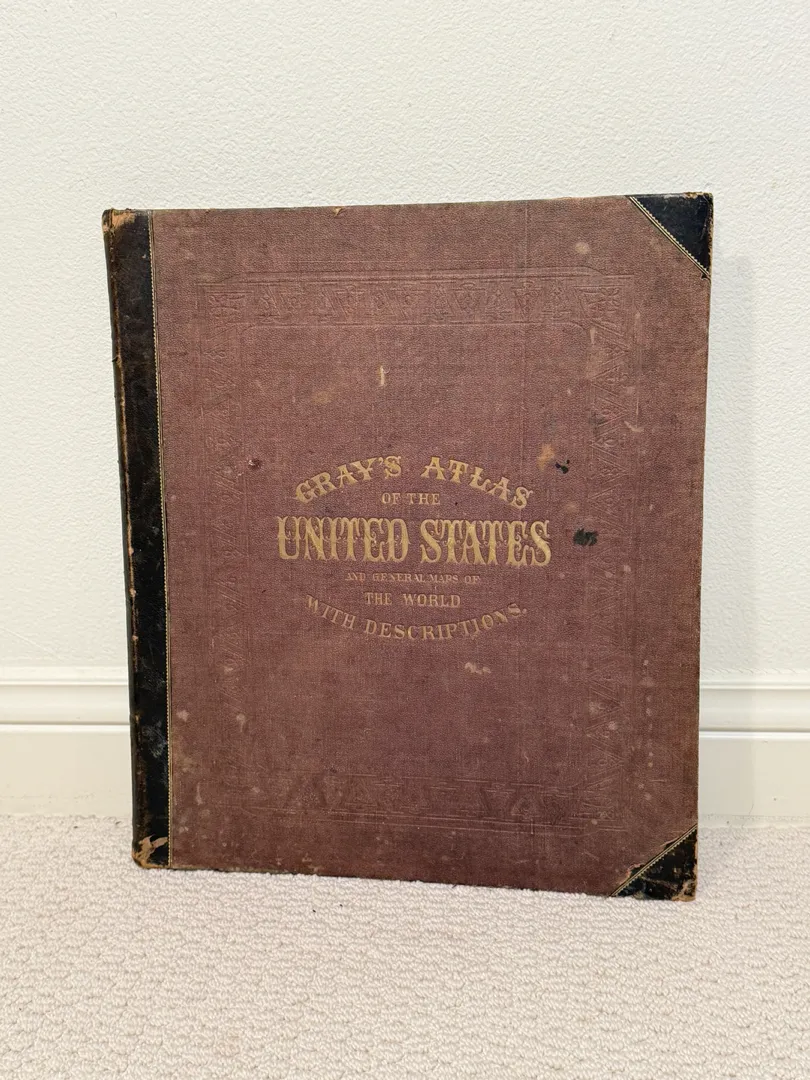 GRAY'S ATLAS
OF THE
UNITED STATES
AND GENERAL MAPS OF
THE WORLD
WITH DESCRIPTIONS.